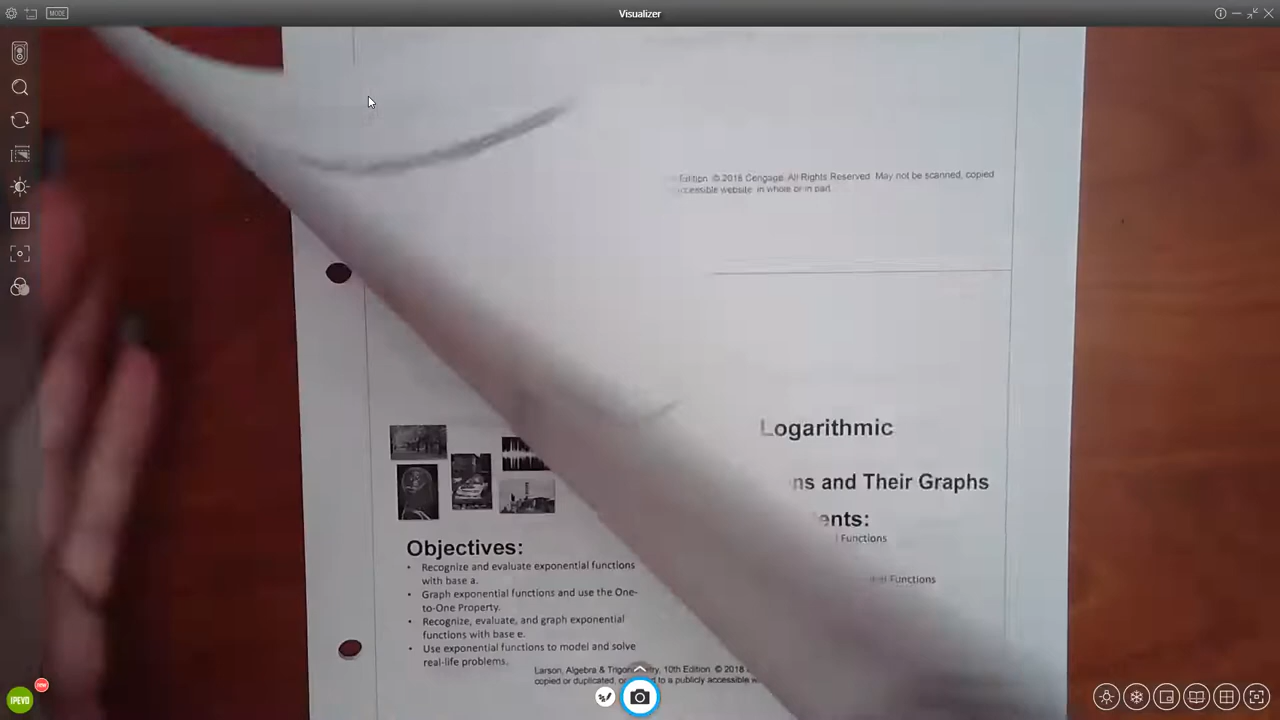 Visualizer
MODE
WB
Edition. © 2018 Cengage. All Rights Reserved. May not be scanned, copied
accessible website, in whole or in part.
Logarithmic
ns and Their Graphs
ents:
Functions
Functions
Objectives:
• Recognize and evaluate exponential functions
with base a.
• Graph exponential functions and use the One-
to-One Property.
• Recognize, evaluate, and graph exponential
functions with base e.
• Use exponential functions to model and solve
real-life problems.
Larson, Algebra & Trigonometry, 10th Edition. © 2018
copied or duplicated, or to a publicly accessible
IPEVO
new